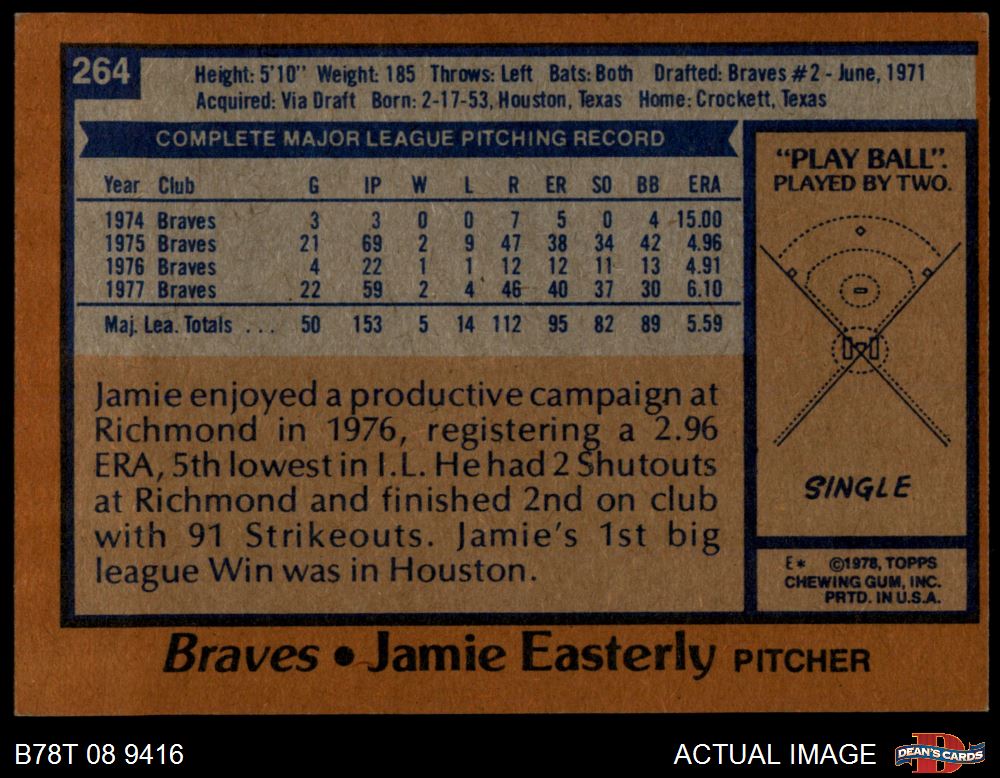 264
Height: 5'10" Weight: 185 Throws: Left Bats: Both Drafted: Braves #2 - June, 1971
Acquired: Via Draft Born: 2-17-53, Houston, Texas Home: Crockett, Texas
COMPLETE MAJOR LEAGUE PITCHING RECORD
Year Club G IP W L R ER SO BB ERA
1974 Braves 3 3 0 0 7 5 0 4 15.00
1975 Braves 21 69 2 9 47 38 34 42 4.96
1976 Braves 4 22 1 1 12 12 11 13 4.91
1977 Braves 22 59 2 4 46 40 37 30 6.10
Maj. Lea. Totals ... 50 153 5 14 112 95 82 89 5.59
Jamie enjoyed a productive campaign at
Richmond in 1976, registering a 2.96
ERA, 5th lowest in I.L. He had 2 Shutouts
at Richmond and finished 2nd on club
with 91 Strikeouts. Jamie's 1st big
league Win was in Houston.
"PLAY BALL".
PLAYED BY TWO.
SINGLE
E* ©1978, TOPPS
CHEWING GUM, INC.
PRTD. IN U.S.A.
Braves • Jamie Easterly PITCHER
B78T 08 9416
ACTUAL IMAGE
DEAN'S CARDS